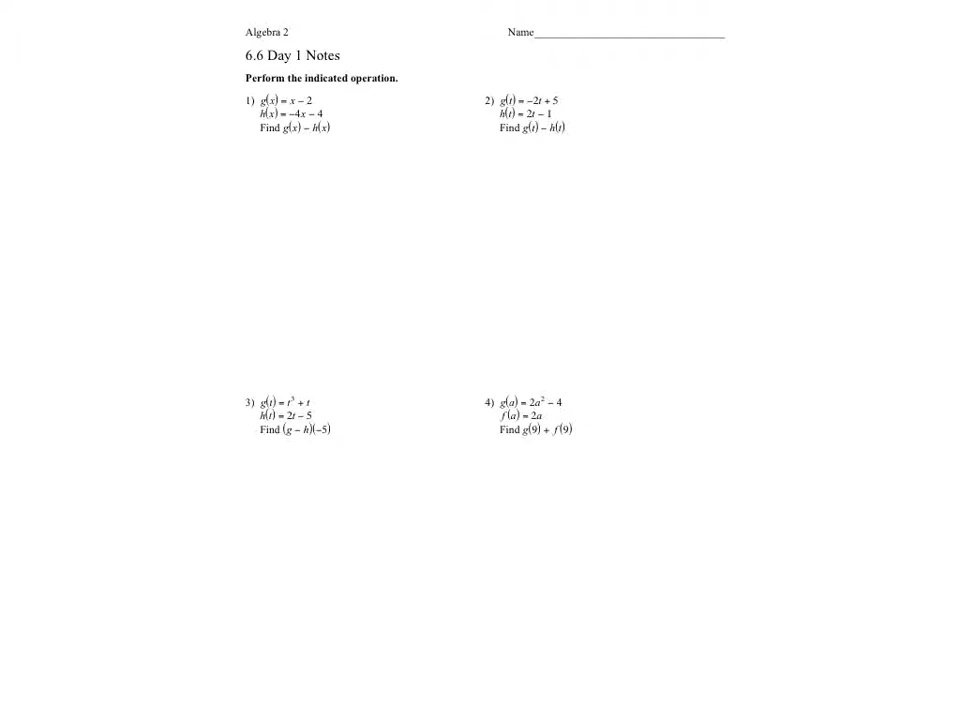 Algebra 2
Name___________________________________
6.6 Day 1 Notes
Perform the indicated operation.
1) g(x) = x − 2
h(x) = −4x − 4
Find g(x) − h(x)
2) g(t) = −2t + 5
h(t) = 2t − 1
Find g(t) − h(t)
3) g(t) = t³ + t
h(t) = 2t − 5
Find (g − h)(−5)
4) g(a) = 2a² − 4
f(a) = 2a
Find g(9) + f(9)